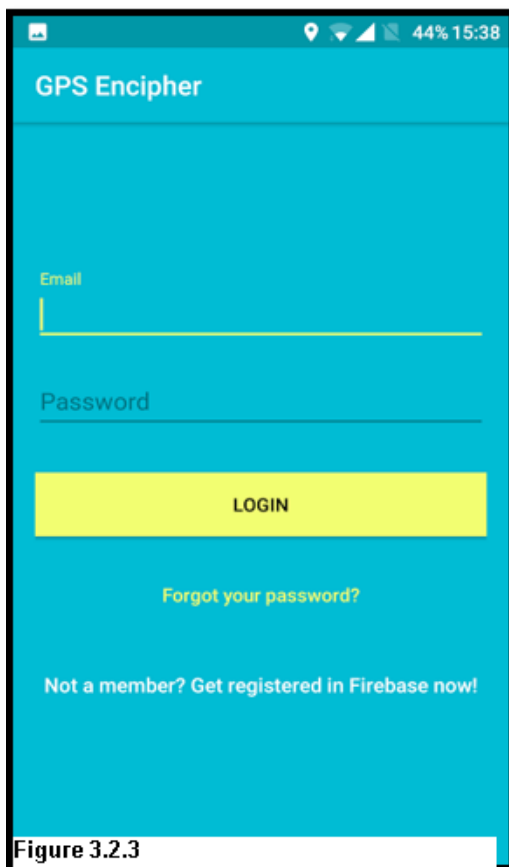 44% 15:38
GPS Encipher
Email
Password
LOGIN
Forgot your password?
Not a member? Get registered in Firebase now!
Figure 3.2.3